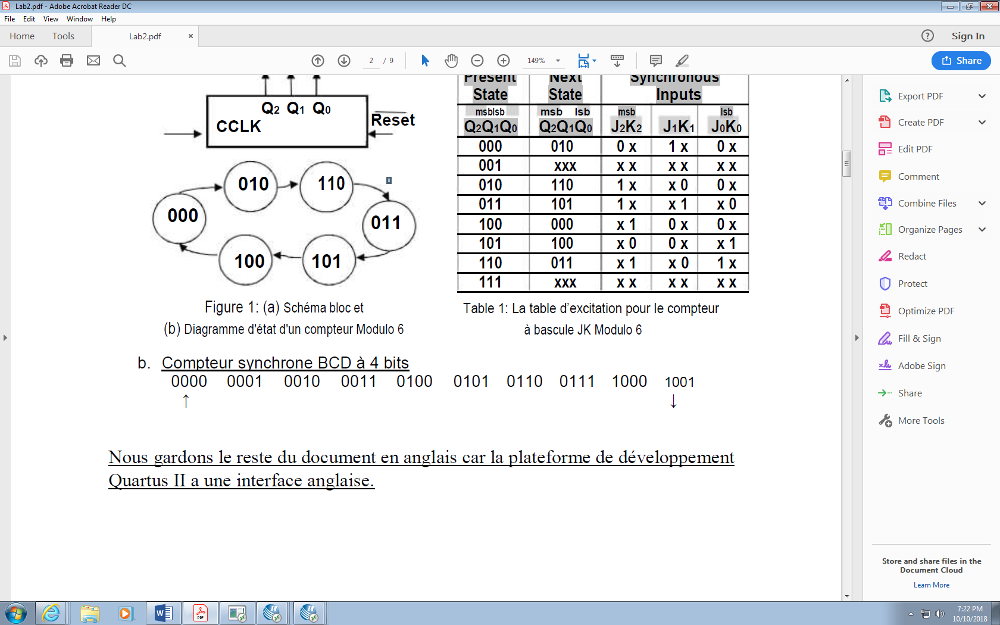 Lab2.pdf - Adobe Acrobat Reader DC
File Edit View Window Help
Home Tools Lab2.pdf × ? Sign In
2 / 9 149% Share
Q2 Q1 Q0
CCLK
Reset
010
110
000
011
100
101
Figure 1: (a) Schéma bloc et
(b) Diagramme d'état d'un compteur Modulo 6
Present Next Synchronous
State State Inputs
msblsb msb lsb msb lsb
Q2Q1Q0 Q2Q1Q0 J2K2 J1K1 J0K0
000 010 0 x 1 x 0 x
001 xxx x x x x x x
010 110 1 x x 0 0 x
011 101 1 x x 1 x 0
100 000 x 1 0 x 0 x
101 100 x 0 0 x x 1
110 011 x 1 x 0 1 x
111 xxx x x x x x x
Table 1: La table d'excitation pour le compteur
à bascule JK Modulo 6
b. Compteur synchrone BCD à 4 bits
0000 0001 0010 0011 0100 0101 0110 0111 1000 1001
↑ ↓
Nous gardons le reste du document en anglais car la plateforme de développement
Quartus II a une interface anglaise.
Export PDF
Create PDF
Edit PDF
Comment
Combine Files
Organize Pages
Redact
Protect
Optimize PDF
Fill & Sign
Adobe Sign
Share
More Tools
Store and share files in the
Document Cloud
Learn More
7:22 PM
10/10/2018